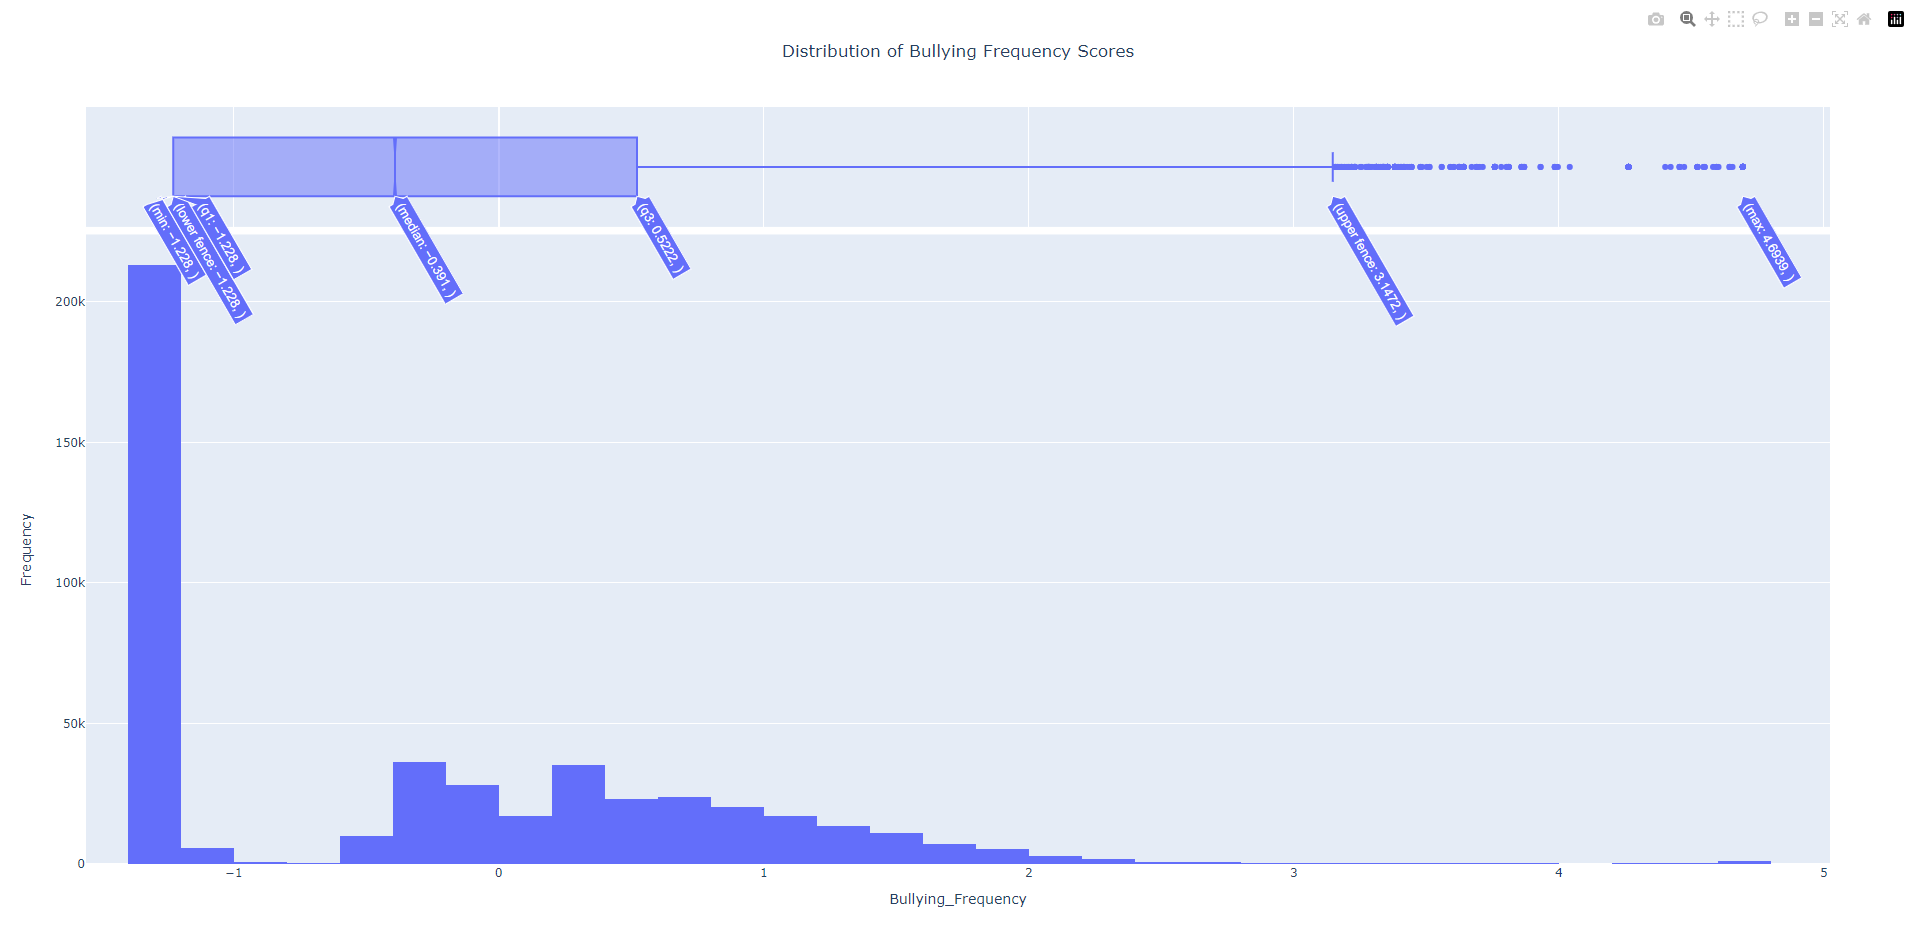 Distribution of Bullying Frequency Scores
(min: −1.228, )
(lower fence: −1.228, )
(q1: −1.228, )
(median: −0.391, )
(q3: 0.5222, )
(upper fence: 3.1472, )
(max: 4.6939, )
200k
150k
100k
50k
0
Frequency
−1
0
1
2
3
4
5
Bullying_Frequency